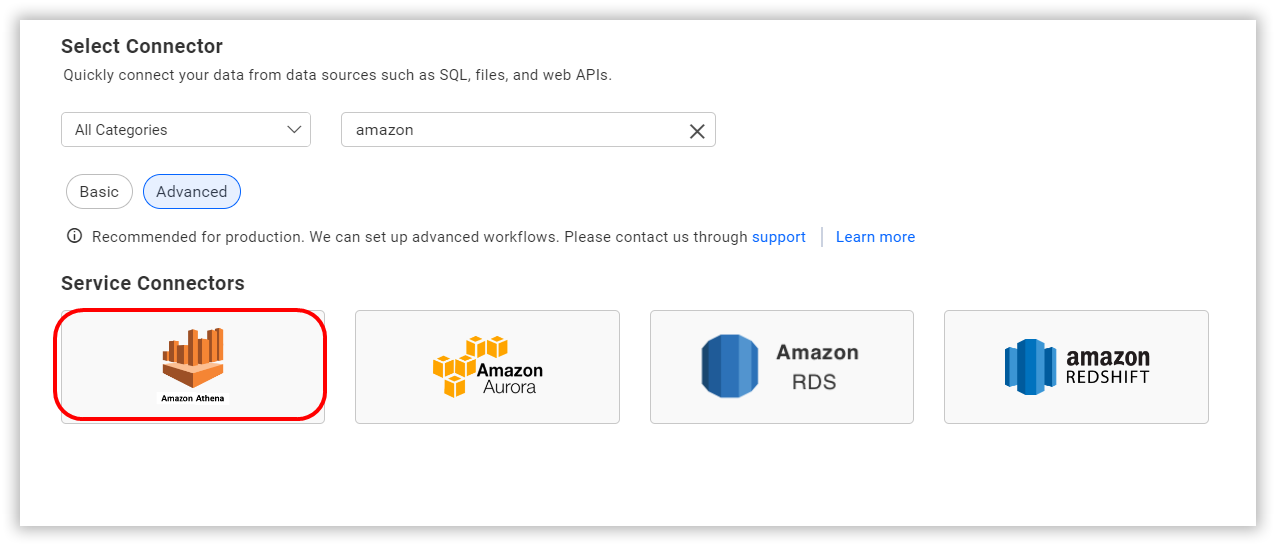 Select Connector
Quickly connect your data from data sources such as SQL, files, and web APIs.
All Categories
amazon
Basic
Advanced
Recommended for production. We can set up advanced workflows. Please contact us through support
Learn more
Service Connectors
Amazon Athena
Amazon
Aurora
Amazon
RDS
amazon
REDSHIFT